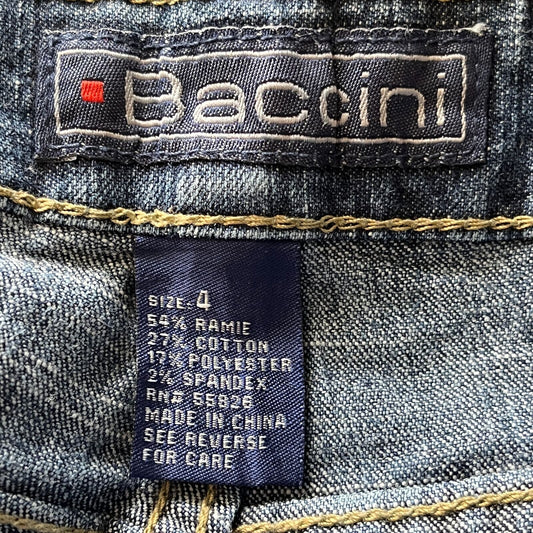 Baccini
SIZE-4
54% RAMIE
27% COTTON
17% POLYESTER
2% SPANDEX
RN# 55826
MADE IN CHINA
SEE REVERSE
FOR CARE